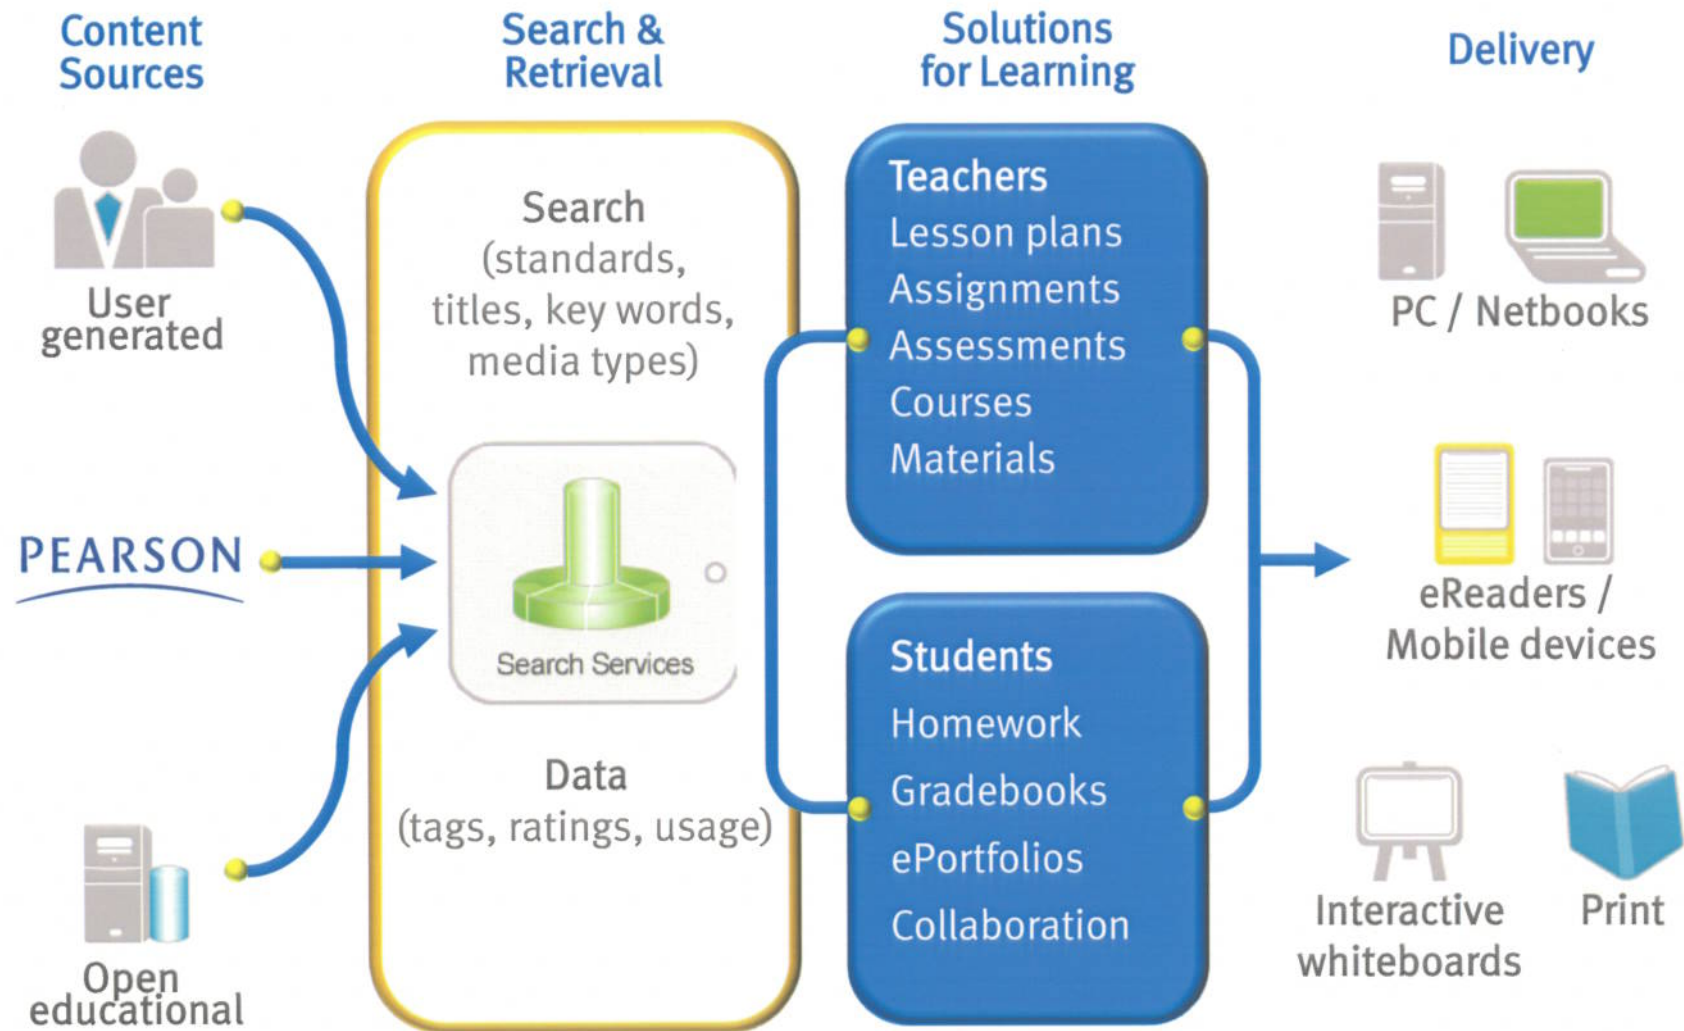 Content
Sources
Search &
Retrieval
Solutions
for Learning
Delivery
User
generated
PEARSON
Open
educational
Search
(standards,
titles, key words,
media types)
Search Services
Data
(tags, ratings, usage)
Teachers
Lesson plans
Assignments
Assessments
Courses
Materials
Students
Homework
Gradebooks
ePortfolios
Collaboration
PC / Netbooks
eReaders /
Mobile devices
Interactive
whiteboards
Print